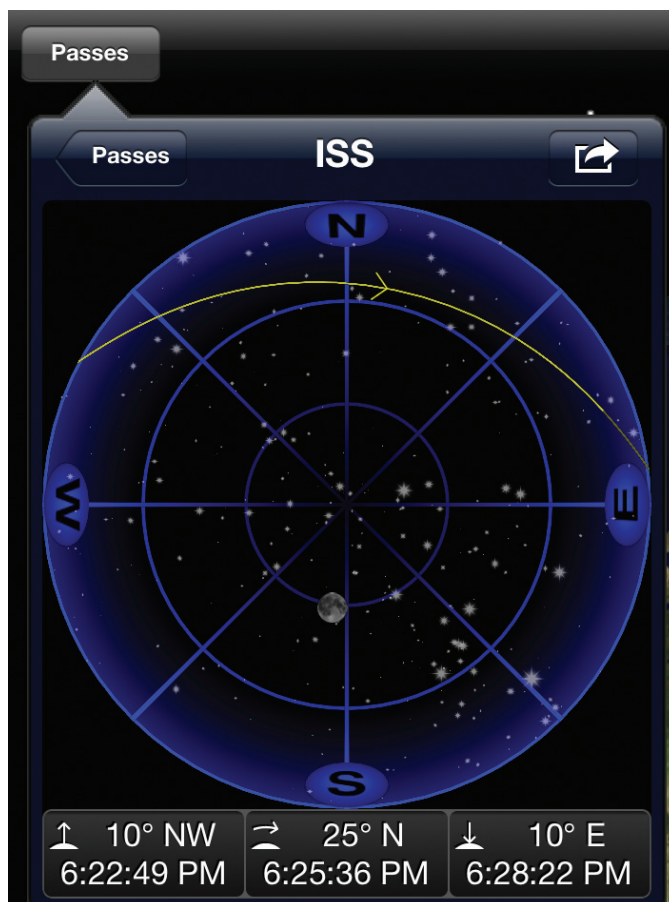 Passes
Passes ISS
N
W
E
S
10° NW 25° N 10° E
6:22:49 PM 6:25:36 PM 6:28:22 PM